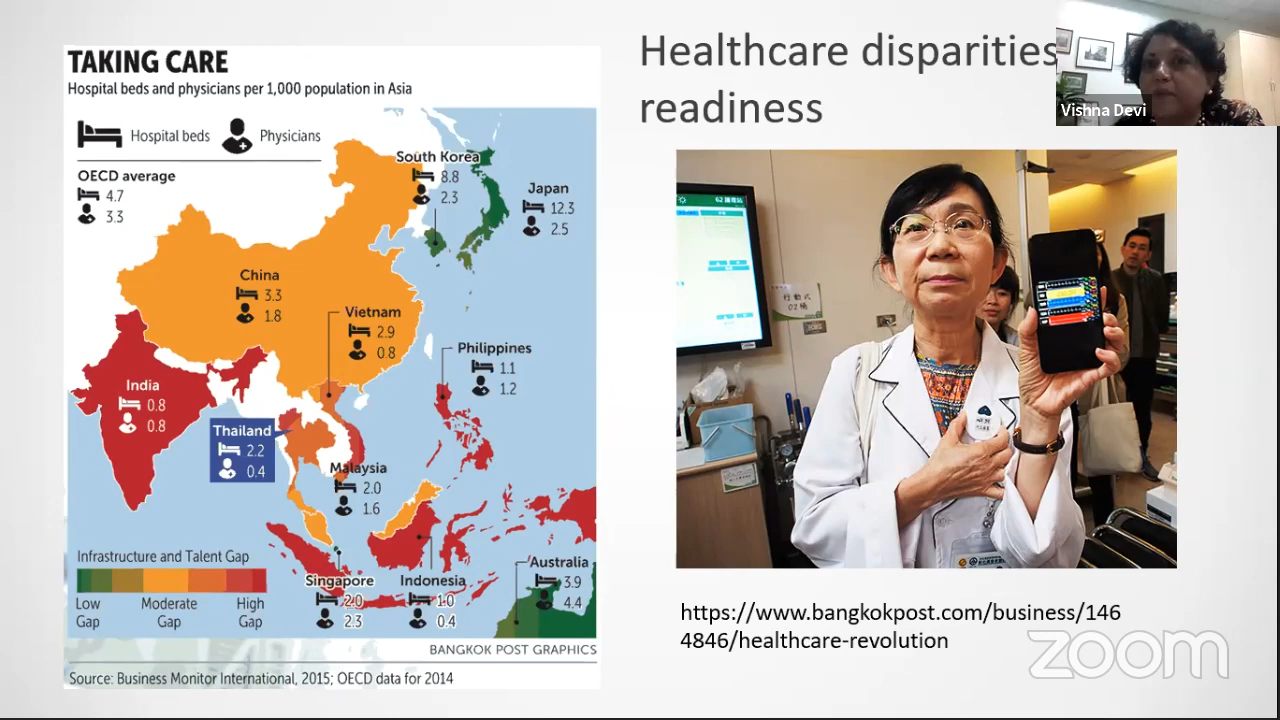 TAKING CARE
Hospital beds and physicians per 1,000 population in Asia
Hospital beds
Physicians
OECD average
4.7
3.3
South Korea
8.8
2.3
Japan
12.3
2.5
China
3.3
1.8
Vietnam
2.9
0.8
Philippines
1.1
1.2
India
0.8
0.8
Thailand
2.2
0.4
Malaysia
2.0
1.6
Singapore
2.0
2.3
Indonesia
1.0
0.4
Australia
3.9
4.4
Infrastructure and Talent Gap
Low Gap
Moderate Gap
High Gap
BANGKOK POST GRAPHICS
Source: Business Monitor International, 2015; OECD data for 2014
Healthcare disparities
readiness
Vishna Devi
行動式
https://www.bangkokpost.com/business/146
4846/healthcare-revolution
zoom